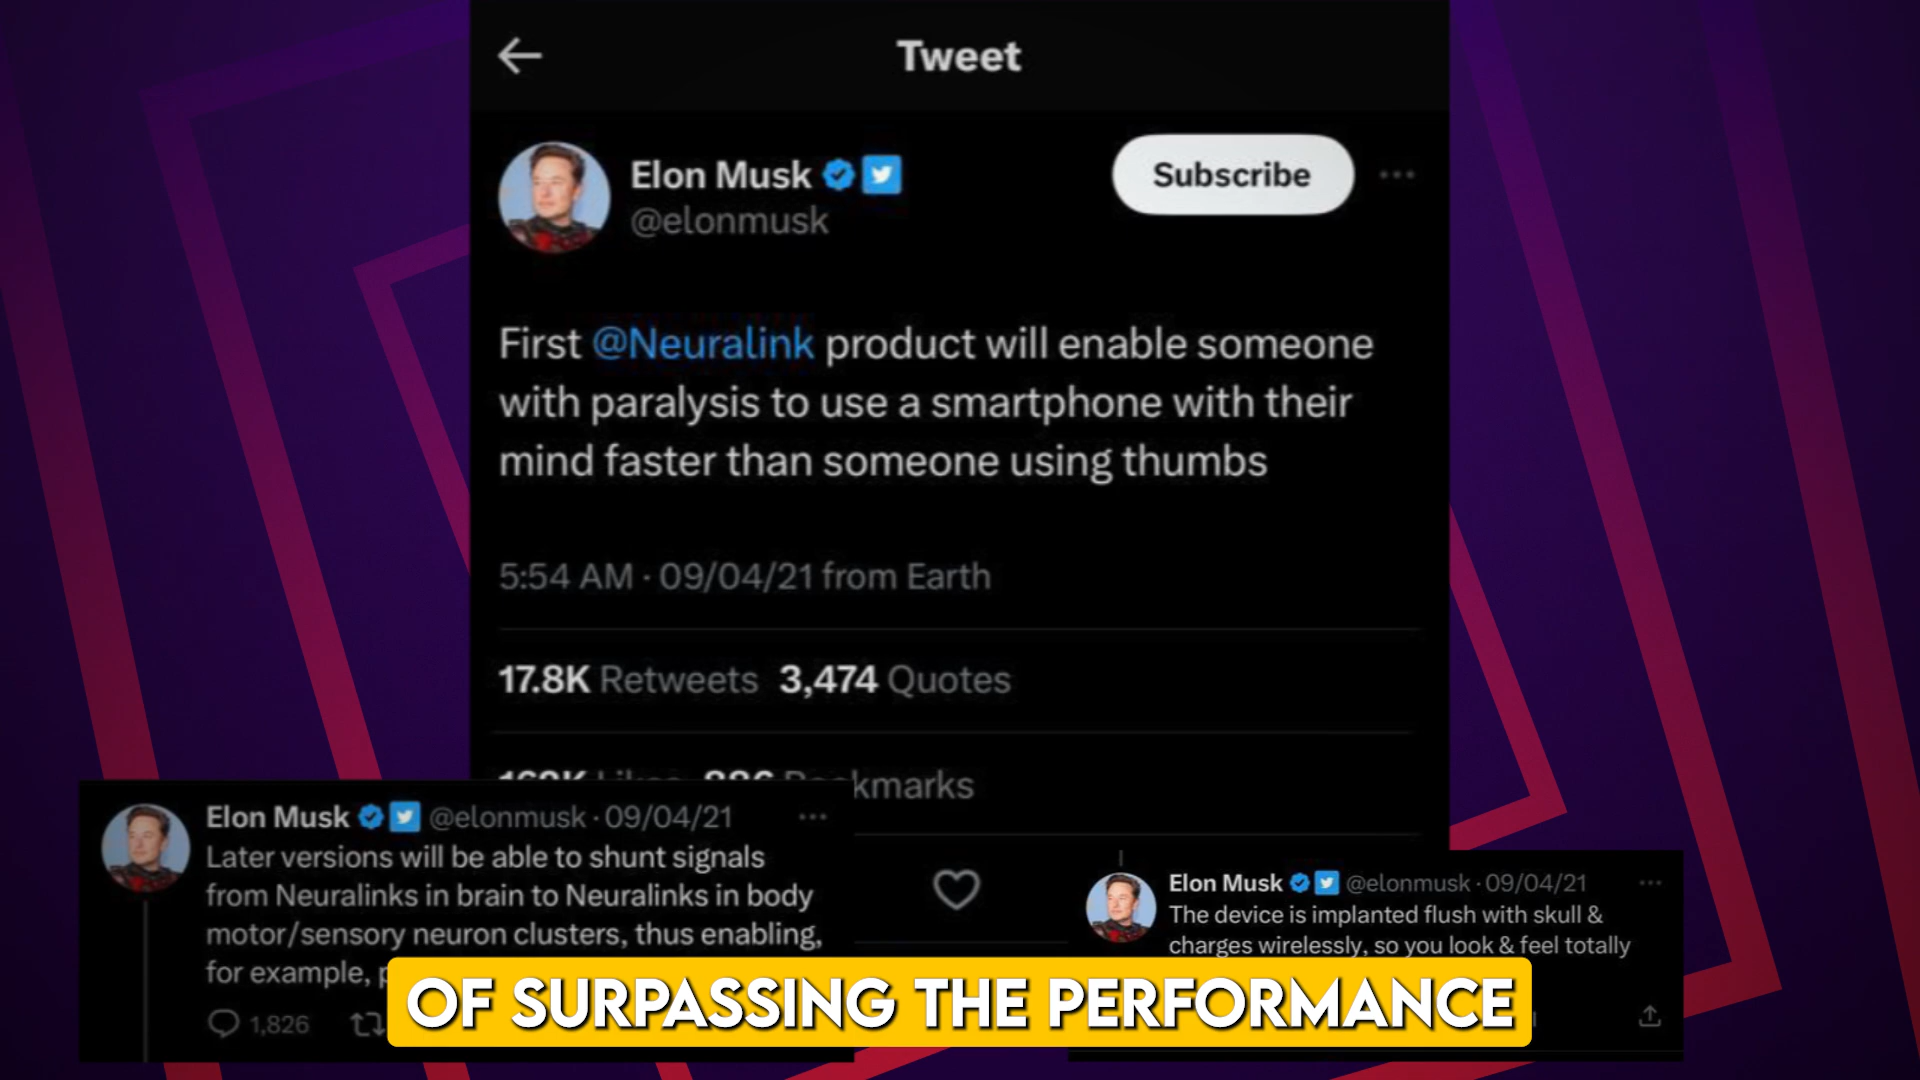 Tweet
Elon Musk
@elonmusk
Subscribe
First @Neuralink product will enable someone
with paralysis to use a smartphone with their
mind faster than someone using thumbs
5:54 AM · 09/04/21 from Earth
17.8K Retweets 3,474 Quotes
Elon Musk @elonmusk · 09/04/21
Later versions will be able to shunt signals
from Neuralinks in brain to Neuralinks in body
motor/sensory neuron clusters, thus enabling,
for example,
1,826
Elon Musk @elonmusk · 09/04/21
The device is implanted flush with skull &
charges wirelessly, so you look & feel totally
OF SURPASSING THE PERFORMANCE